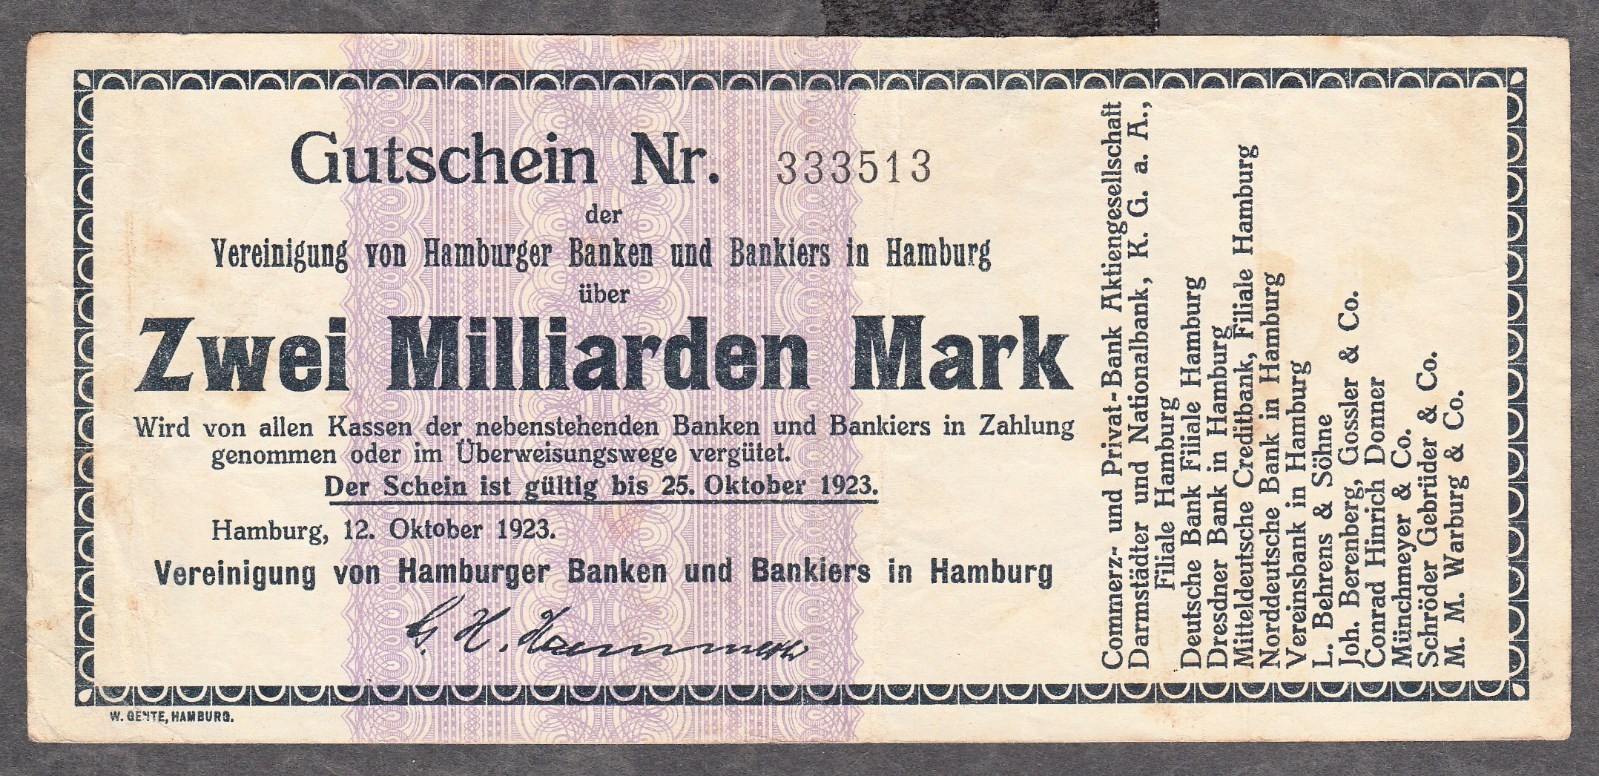 Gutschein Nr. 333513
der
Vereinigung von Hamburger Banken und Bankiers in Hamburg
über
Zwei Milliarden Mark
Wird von allen Kassen der nebenstehenden Banken und Bankiers in Zahlung
genommen oder im Überweisungswege vergütet.
Der Schein ist gültig bis 25. Oktober 1923.
Hamburg, 12. Oktober 1923.
Vereinigung von Hamburger Banken und Bankiers in Hamburg
W. GENTE, HAMBURG.
Commerz- und Privat-Bank Aktiengesellschaft
Darmstädter und Nationalbank, K. G. a. A.,
Filiale Hamburg
Deutsche Bank Filiale Hamburg
Dresdner Bank in Hamburg
Mitteldeutsche Creditbank, Filiale Hamburg
Norddeutsche Bank in Hamburg
Vereinsbank in Hamburg
L. Behrens & Söhne
Joh. Berenberg, Gossler & Co.
Conrad Hinrich Donner
Münchmeyer & Co.
Schröder Gebrüder & Co.
M. M. Warburg & Co.